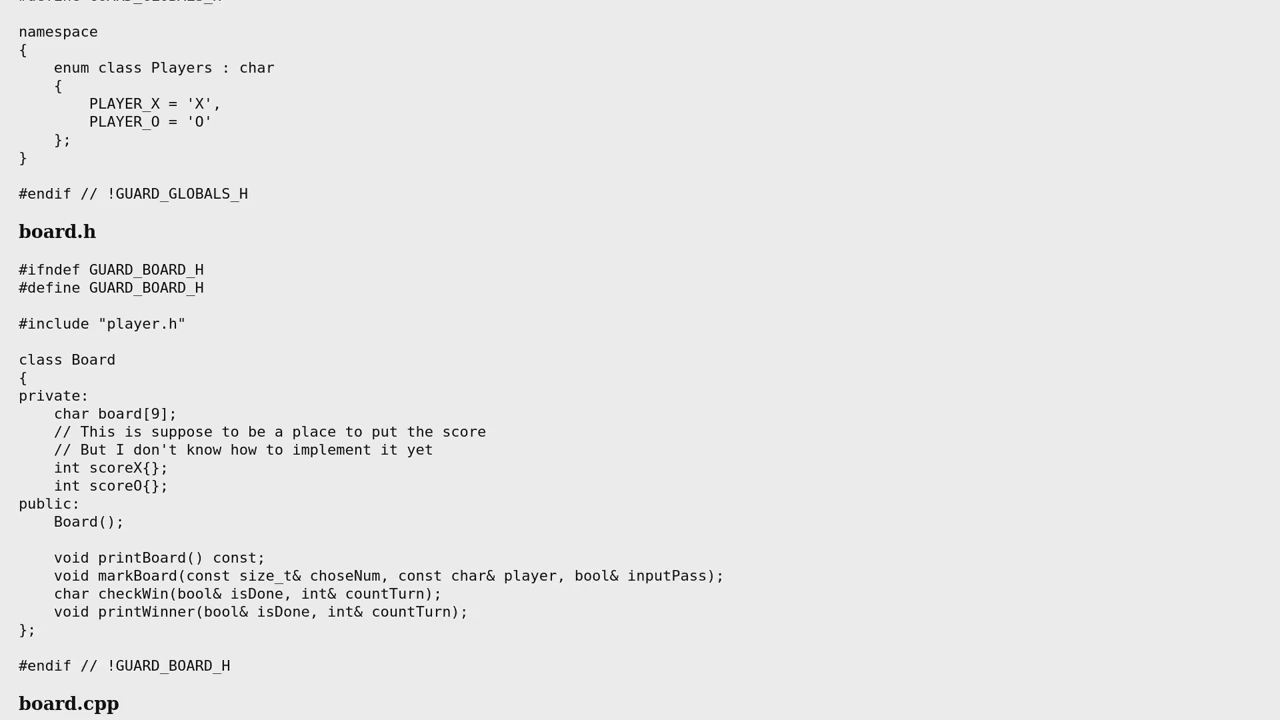 namespace
{
    enum class Players : char
    {
        PLAYER_X = 'X',
        PLAYER_O = 'O'
    };
}

#endif // !GUARD_GLOBALS_H

board.h

#ifndef GUARD_BOARD_H
#define GUARD_BOARD_H

#include "player.h"

class Board
{
private:
    char board[9];
    // This is suppose to be a place to put the score
    // But I don't know how to implement it yet
    int scoreX{};
    int scoreO{};
public:
    Board();

    void printBoard() const;
    void markBoard(const size_t& choseNum, const char& player, bool& inputPass);
    char checkWin(bool& isDone, int& countTurn);
    void printWinner(bool& isDone, int& countTurn);
};

#endif // !GUARD_BOARD_H

board.cpp